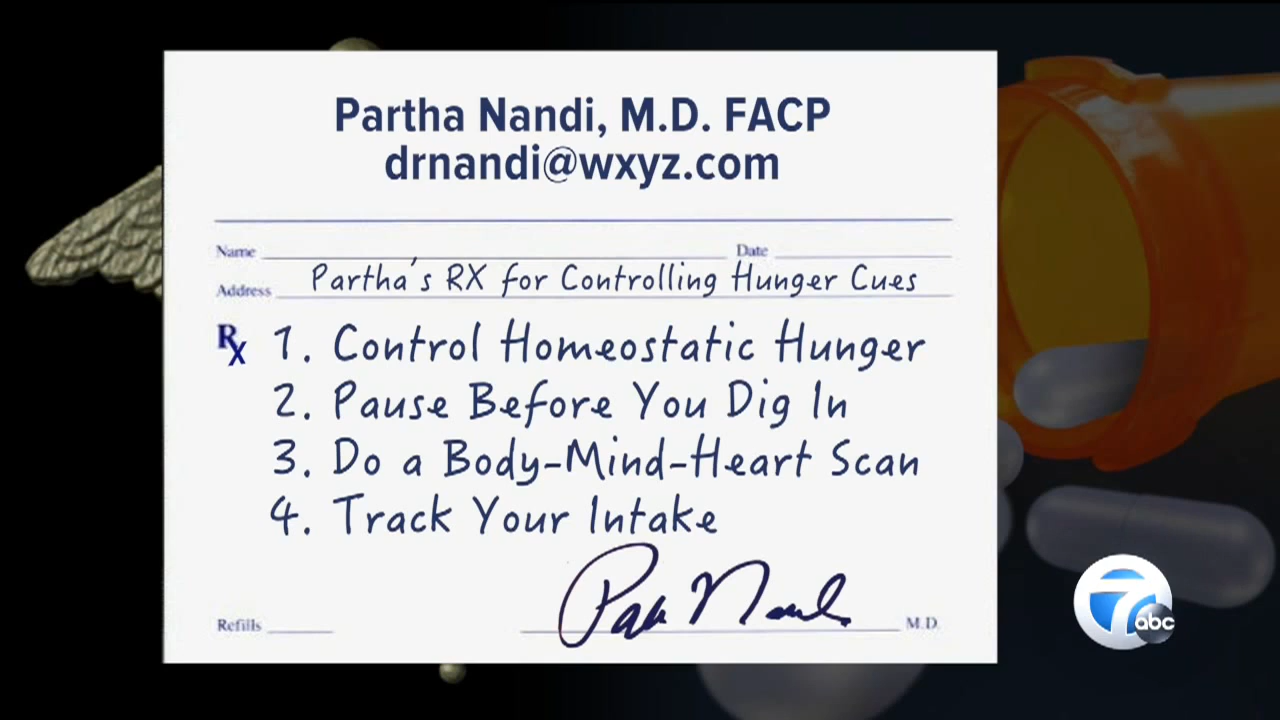 Partha Nandi, M.D. FACP
drnandi@wxyz.com
Name Date
Address Partha's RX for Controlling Hunger Cues
Rx 1. Control Homeostatic Hunger
2. Pause Before You Dig In
3. Do a Body-Mind-Heart Scan
4. Track Your Intake
Refills M.D.
7 abc